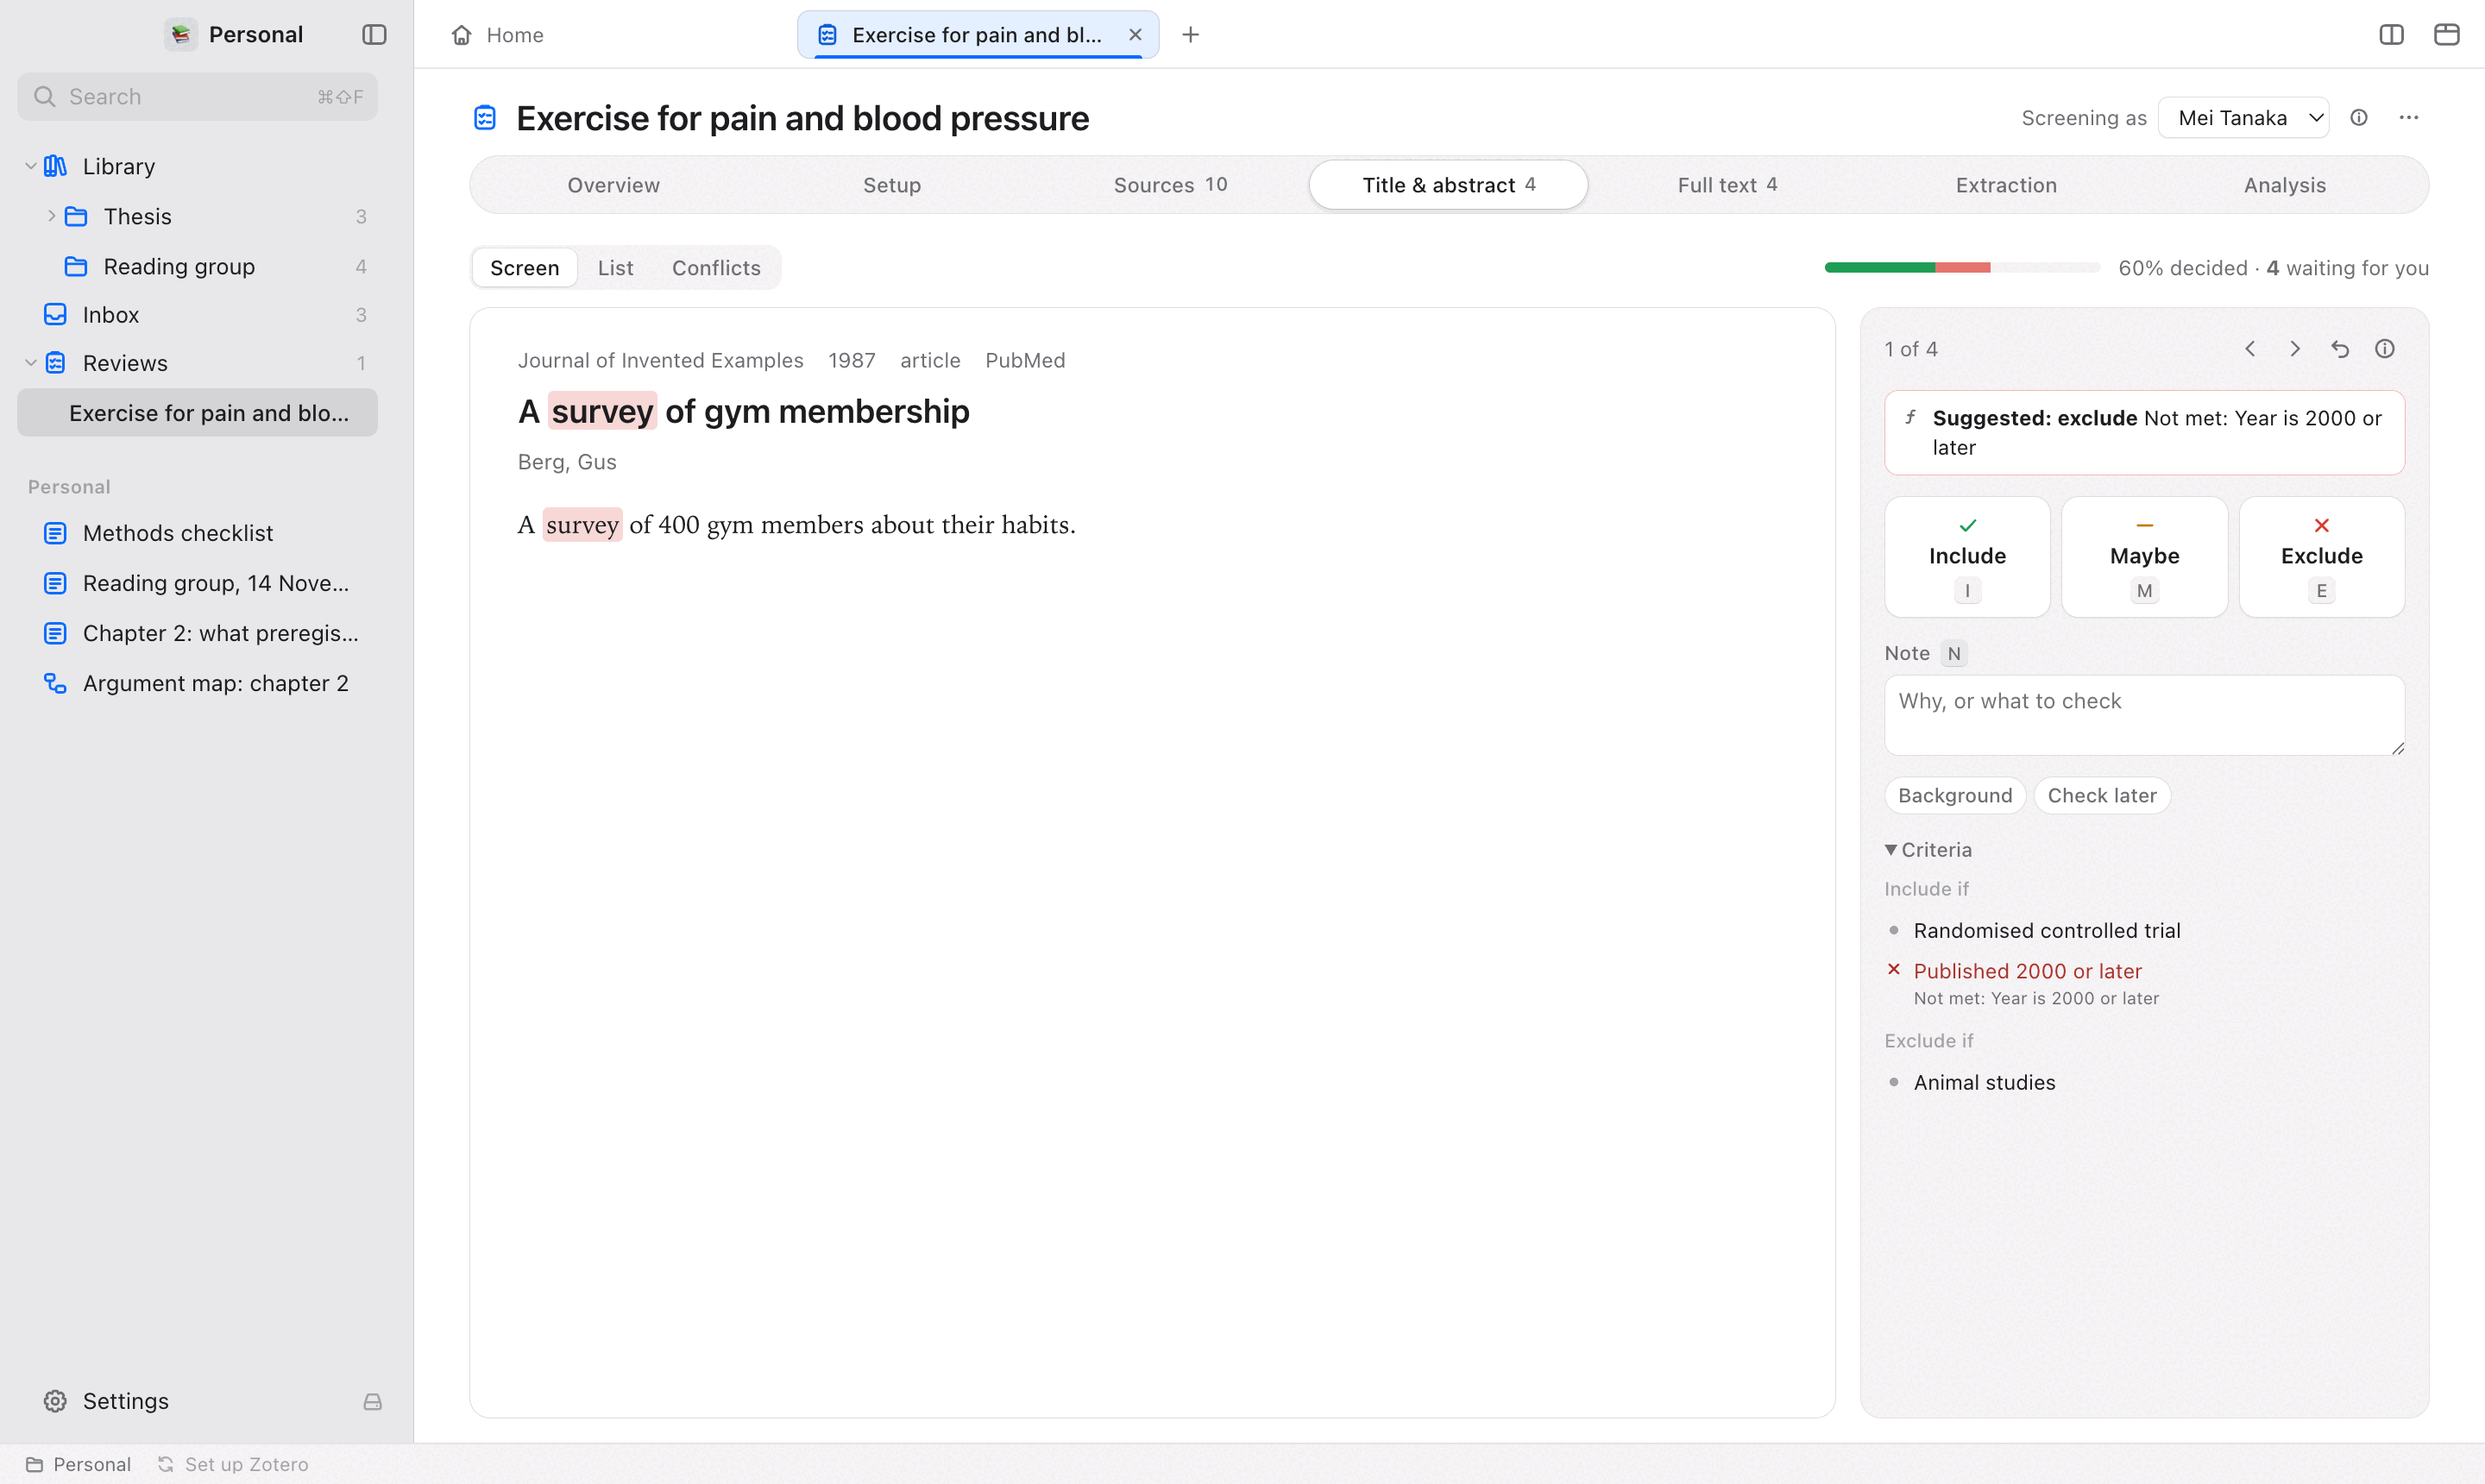 Personal
Search ⌘⇧F
Library
Thesis 3
Reading group 4
Inbox 3
Reviews 1
Exercise for pain and blo...
Personal
Methods checklist
Reading group, 14 Nove...
Chapter 2: what preregis...
Argument map: chapter 2
Settings
Personal Set up Zotero
Home
Exercise for pain and bl...
Exercise for pain and blood pressure
Screening as Mei Tanaka
Overview Setup Sources 10 Title & abstract 4 Full text 4 Extraction Analysis
Screen List Conflicts
60% decided · 4 waiting for you
Journal of Invented Examples 1987 article PubMed
A survey of gym membership
Berg, Gus
A survey of 400 gym members about their habits.
1 of 4
Suggested: exclude Not met: Year is 2000 or
later
Include Maybe Exclude
I M E
Note N
Why, or what to check
Background Check later
Criteria
Include if
Randomised controlled trial
Published 2000 or later
Not met: Year is 2000 or later
Exclude if
Animal studies